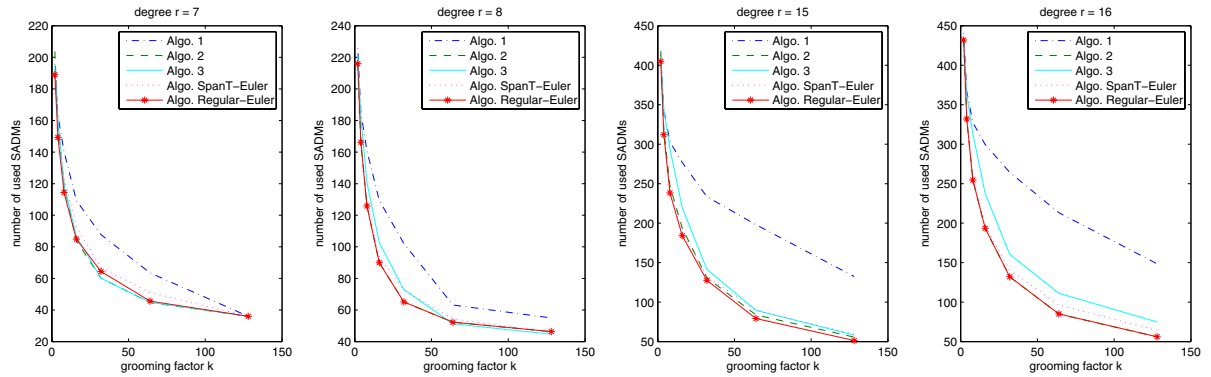 degree r = 7
220
200
180
160
140
120
100
80
60
40
20
0
50
100
150
number of used SADMs
grooming factor k
Algo. 1
Algo. 2
Algo. 3
Algo. SpanT−Euler
Algo. Regular−Euler
degree r = 8
240
220
200
180
160
140
120
100
80
60
40
0
50
100
150
number of used SADMs
grooming factor k
Algo. 1
Algo. 2
Algo. 3
Algo. SpanT−Euler
Algo. Regular−Euler
degree r = 15
450
400
350
300
250
200
150
100
50
0
50
100
150
number of used SADMs
grooming factor k
Algo. 1
Algo. 2
Algo. 3
Algo. SpanT−Euler
Algo. Regular−Euler
degree r = 16
450
400
350
300
250
200
150
100
50
0
50
100
150
number of used SADMs
grooming factor k
Algo. 1
Algo. 2
Algo. 3
Algo. SpanT−Euler
Algo. Regular−Euler